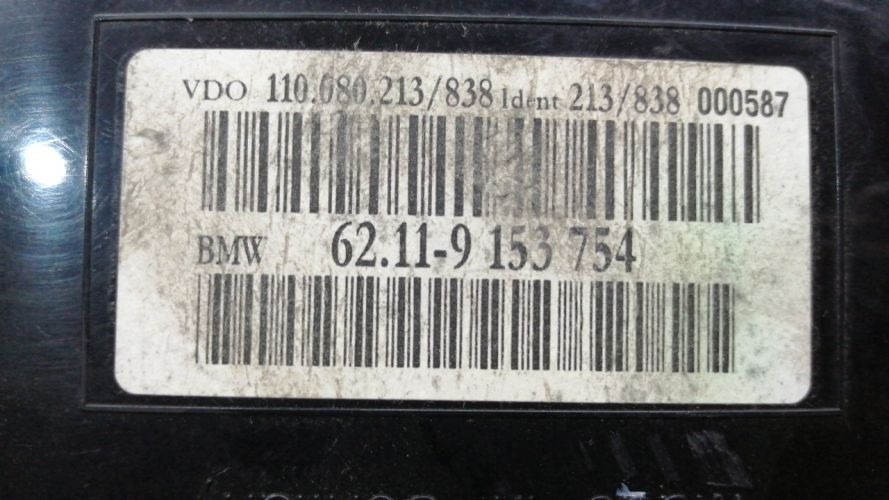 VDO 110.080.213/838 Ident 213/838 000587
BMW 62.11-9 153 754